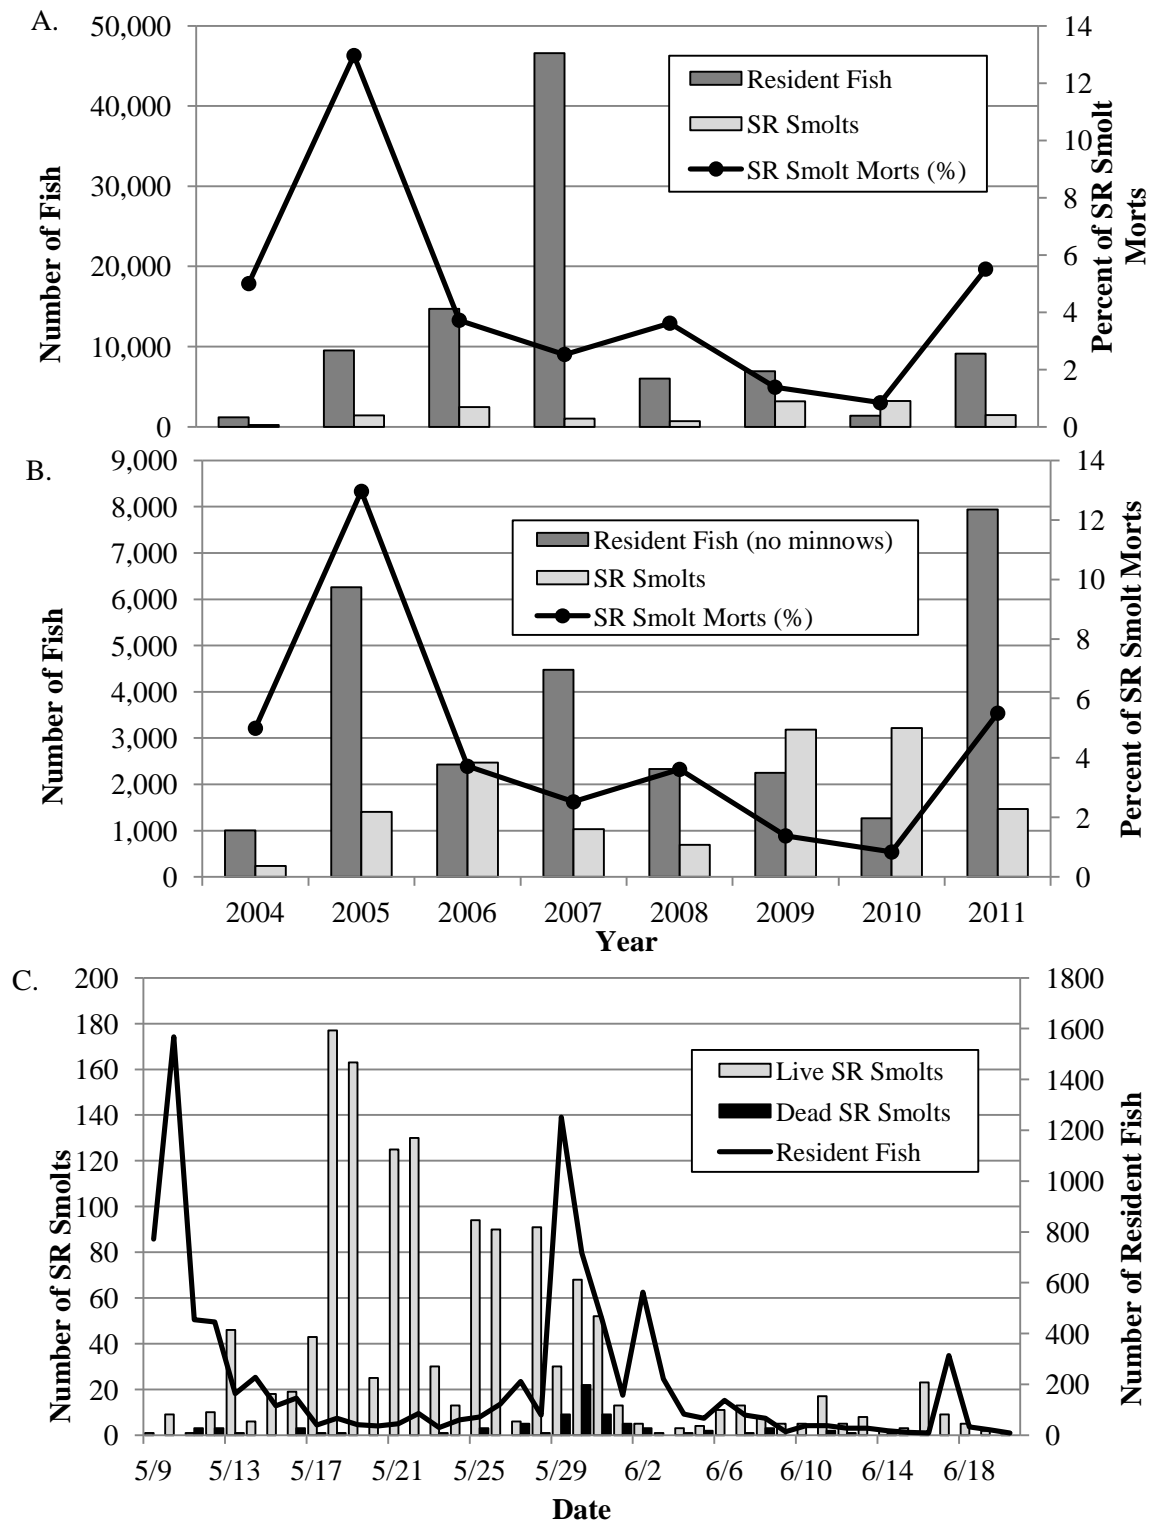 A.
50,000
40,000
30,000
20,000
10,000
0
Number of Fish
Resident Fish
SR Smolts
SR Smolt Morts (%)
14
12
10
8
6
4
2
0
Percent of SR Smolt
Morts
B.
9,000
8,000
7,000
6,000
5,000
4,000
3,000
2,000
1,000
0
Number of Fish
Resident Fish (no minnows)
SR Smolts
SR Smolt Morts (%)
14
12
10
8
6
4
2
0
Percent of SR Smolt Morts
2004 2005 2006 2007 2008 2009 2010 2011
Year
C.
200
180
160
140
120
100
80
60
40
20
0
Number of SR Smolts
Live SR Smolts
Dead SR Smolts
Resident Fish
1800
1600
1400
1200
1000
800
600
400
200
0
Number of Resident Fish
5/9 5/13 5/17 5/21 5/25 5/29 6/2 6/6 6/10 6/14 6/18
Date